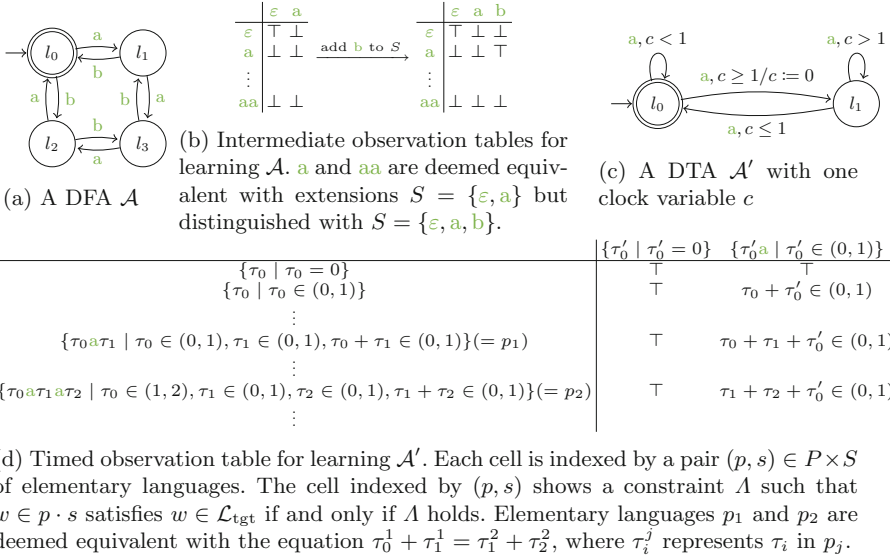 l0
l1
l2
l3
a
b
a
b
a
b
b
a
(a) A DFA 𝒜
ε a
ε ⊤ ⊥
a ⊥ ⊥
⋮
aa ⊥ ⊥
add b to S
ε a b
ε ⊤ ⊥ ⊥
a ⊥ ⊥ ⊤
⋮
aa ⊥ ⊥ ⊥
(b) Intermediate observation tables for
learning 𝒜. a and aa are deemed equiv-
alent with extensions S = {ε, a} but
distinguished with S = {ε, a, b}.
a, c < 1
a, c > 1
a, c ≥ 1/c := 0
l0
l1
a, c ≤ 1
(c) A DTA 𝒜′ with one
clock variable c
{τ′0 | τ′0 = 0} {τ′0a | τ′0 ∈ (0, 1)}
{τ0 | τ0 = 0} ⊤ ⊤
{τ0 | τ0 ∈ (0, 1)} ⊤ τ0 + τ′0 ∈ (0, 1)
⋮
{τ0aτ1 | τ0 ∈ (0, 1), τ1 ∈ (0, 1), τ0 + τ1 ∈ (0, 1)}(= p1) ⊤ τ0 + τ1 + τ′0 ∈ (0, 1)
⋮
{τ0aτ1aτ2 | τ0 ∈ (1, 2), τ1 ∈ (0, 1), τ2 ∈ (0, 1), τ1 + τ2 ∈ (0, 1)}(= p2) ⊤ τ1 + τ2 + τ′0 ∈ (0, 1)
⋮
(d) Timed observation table for learning 𝒜′. Each cell is indexed by a pair (p, s) ∈ P × S
of elementary languages. The cell indexed by (p, s) shows a constraint Λ such that
w ∈ p · s satisfies w ∈ ℒtgt if and only if Λ holds. Elementary languages p1 and p2 are
deemed equivalent with the equation τ¹0 + τ¹1 = τ²1 + τ²2, where τʲi represents τi in pj.